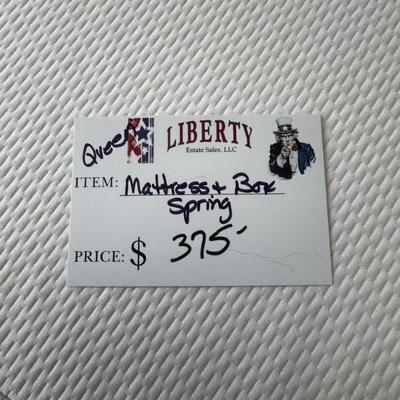 Queen
LIBERTY
Estate Sales, LLC
ITEM: Mattress + Box
Spring
PRICE: $ 375-